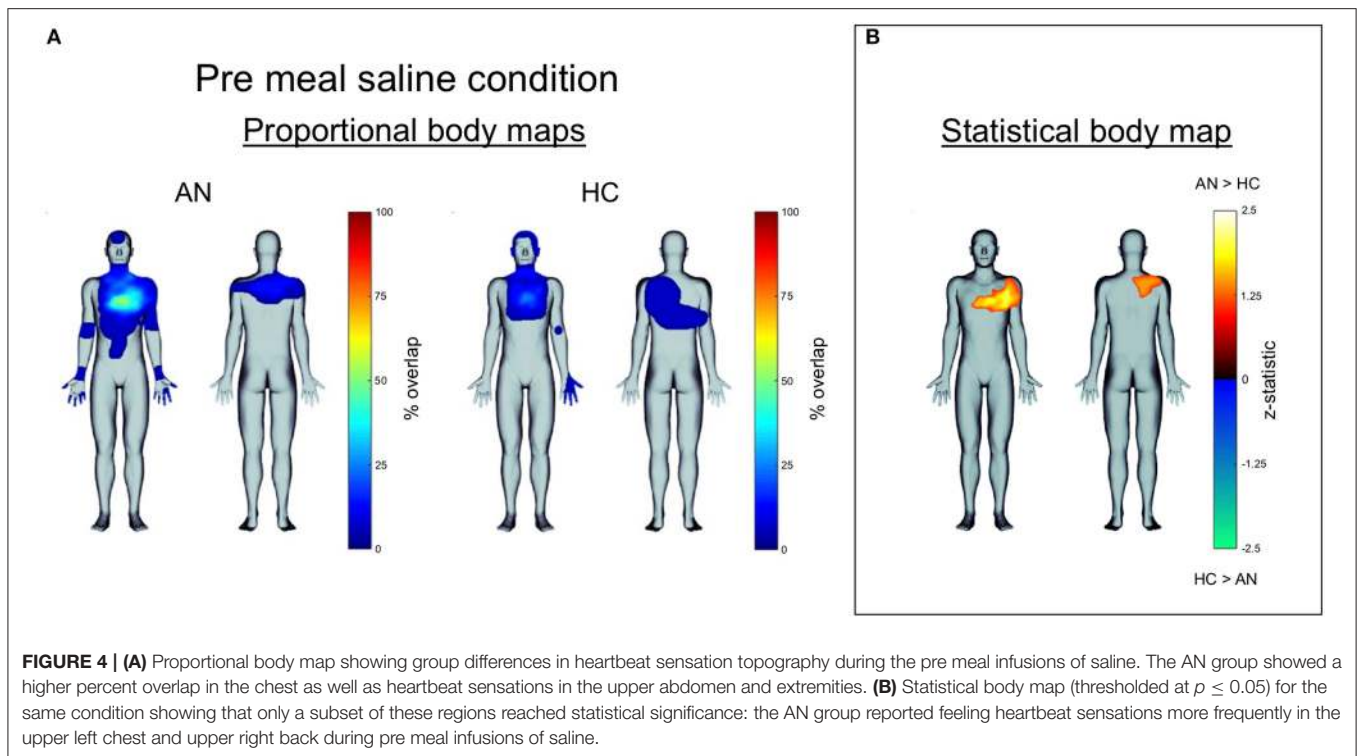 A
Pre meal saline condition
Proportional body maps
AN
HC
100
75
50
25
0
% overlap
100
75
50
25
0
% overlap
B
Statistical body map
AN > HC
2.5
1.25
0
-1.25
-2.5
z-statistic
HC > AN
FIGURE 4 | (A) Proportional body map showing group differences in heartbeat sensation topography during the pre meal infusions of saline. The AN group showed a
higher percent overlap in the chest as well as heartbeat sensations in the upper abdomen and extremities. (B) Statistical body map (thresholded at p ≤ 0.05) for the
same condition showing that only a subset of these regions reached statistical significance: the AN group reported feeling heartbeat sensations more frequently in the
upper left chest and upper right back during pre meal infusions of saline.